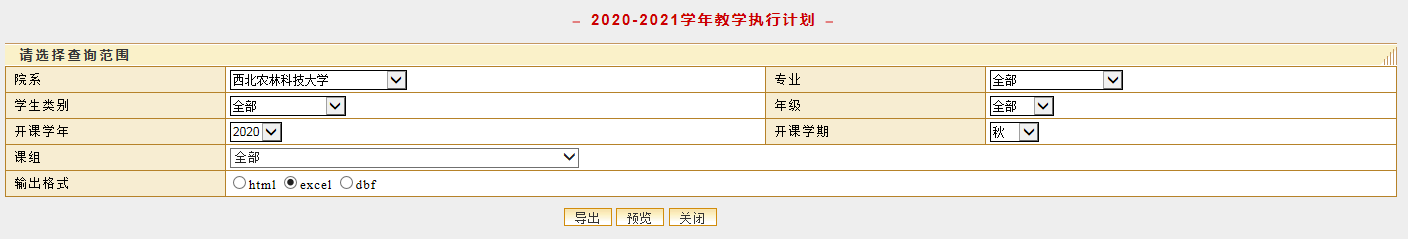 – 2020-2021学年教学执行计划 –
请选择查询范围
院系 西北农林科技大学 专业 全部
学生类别 全部 年级 全部
开课学年 2020 开课学期 秋
课组 全部
输出格式 html excel dbf
导出 预览 关闭